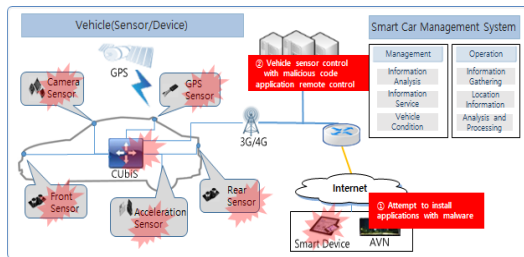 Vehicle(Sensor/Device)
Smart Car Management System
GPS
② Vehicle sensor control
with malicious code
application remote control
Management
Information
Analysis
Information
Service
Vehicle
Condition
Operation
Information
Gathering
Location
Information
Analysis and
Processing
Camera
Sensor
GPS
Sensor
3G/4G
CUbiS
Front
Sensor
Acceleration
Sensor
Rear
Sensor
Internet
① Attempt to install
applications with malware
Smart Device
AVN